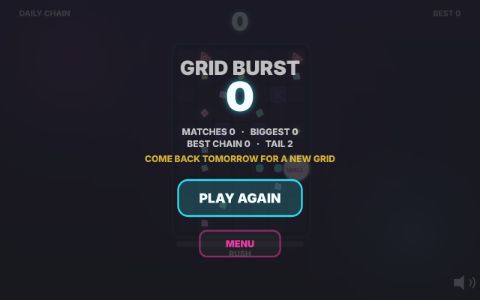 DAILY CHAIN
0
BEST 0
GRID BURST
0
MATCHES 0 · BIGGEST 0
BEST CHAIN 0 · TAIL 2
COME BACK TOMORROW FOR A NEW GRID
PLAY AGAIN
MENU
RUSH